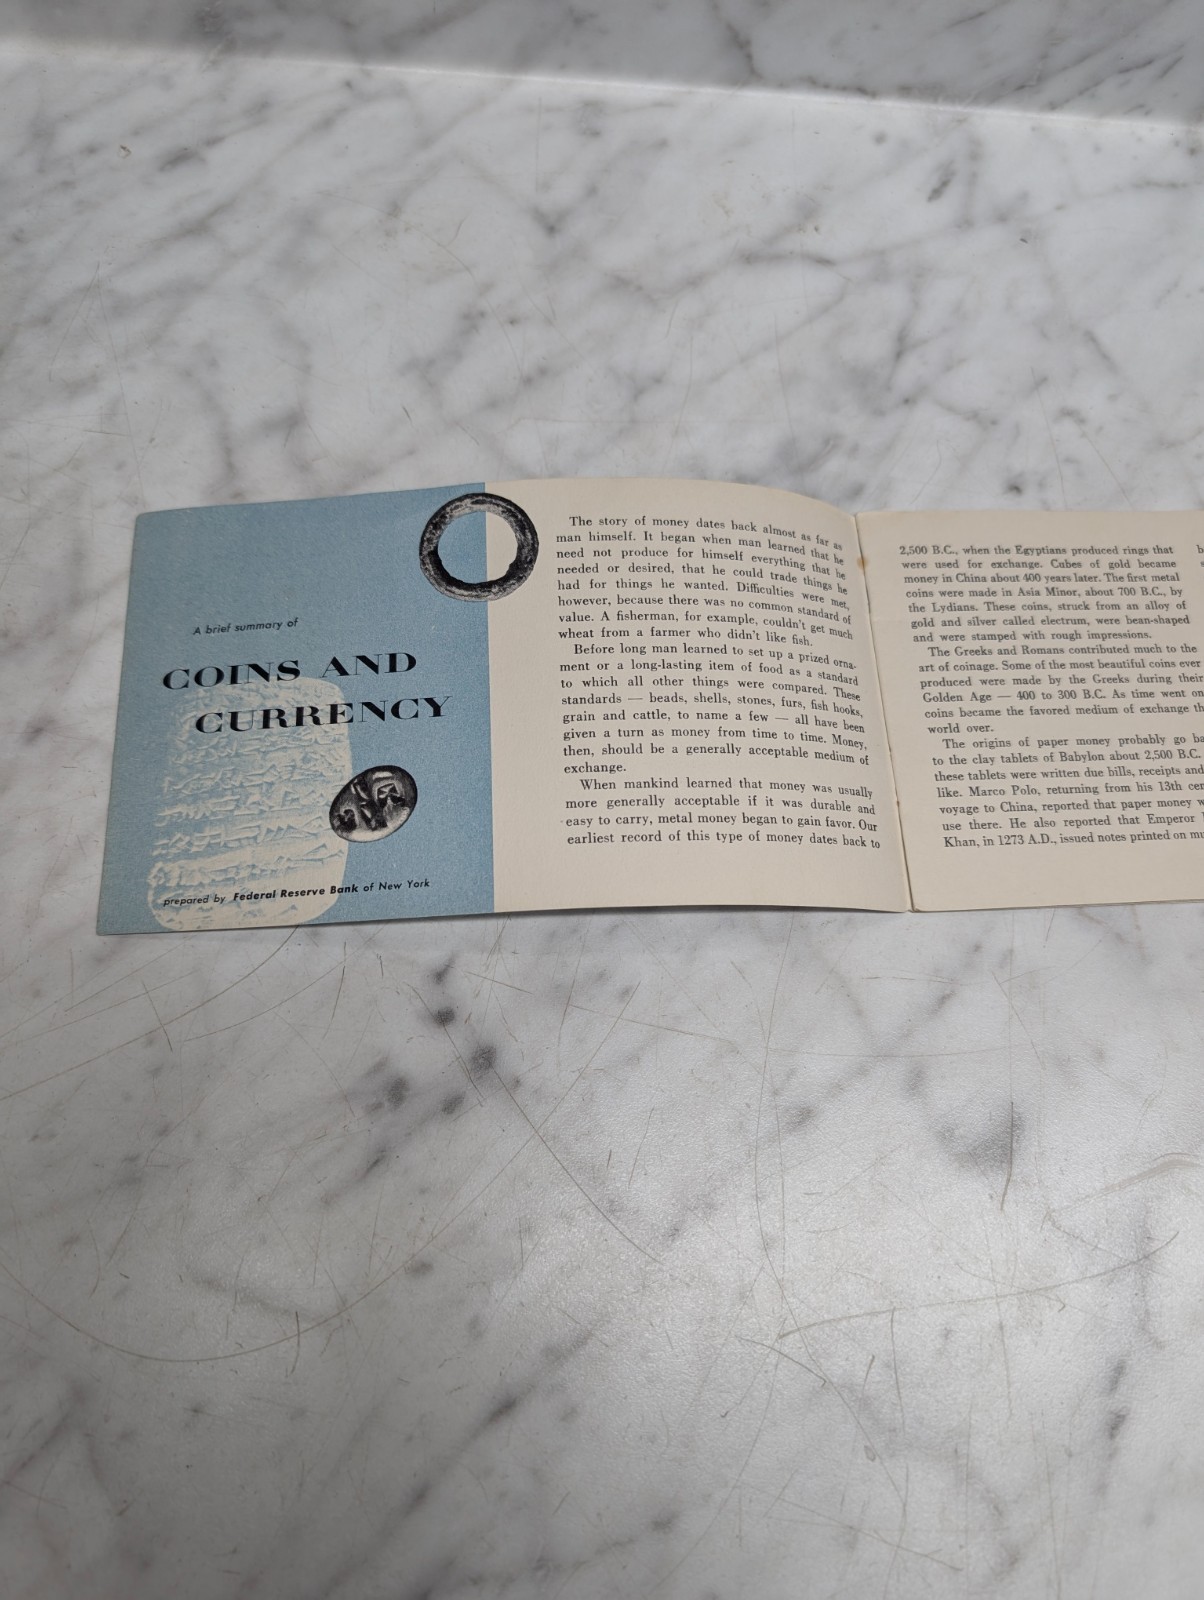 A brief summary of
COINS AND
CURRENCY
prepared by Federal Reserve Bank of New York
The story of money dates back almost as far as
man himself. It began when man learned that he
need not produce for himself everything that he
needed or desired, that he could trade things he
had for things he wanted. Difficulties were met,
however, because there was no common standard of
value. A fisherman, for example, couldn't get much
wheat from a farmer who didn't like fish.
Before long man learned to set up a prized orna-
ment or a long-lasting item of food as a standard
to which all other things were compared. These
standards — beads, shells, stones, furs, fish hooks,
grain and cattle, to name a few — all have been
given a turn as money from time to time. Money,
then, should be a generally acceptable medium of
exchange.
When mankind learned that money was usually
more generally acceptable if it was durable and
easy to carry, metal money began to gain favor. Our
earliest record of this type of money dates back to
2,500 B.C., when the Egyptians produced rings that
were used for exchange. Cubes of gold became
money in China about 400 years later. The first metal
coins were made in Asia Minor, about 700 B.C., by
the Lydians. These coins, struck from an alloy of
gold and silver called electrum, were bean-shaped
and were stamped with rough impressions.
The Greeks and Romans contributed much to the
art of coinage. Some of the most beautiful coins ever
produced were made by the Greeks during their
Golden Age — 400 to 300 B.C. As time went on
coins became the favored medium of exchange th
world over.
The origins of paper money probably go ba
to the clay tablets of Babylon about 2,500 B.C.
these tablets were written due bills, receipts and
like. Marco Polo, returning from his 13th cen
voyage to China, reported that paper money w
use there. He also reported that Emperor
Khan, in 1273 A.D., issued notes printed on mu